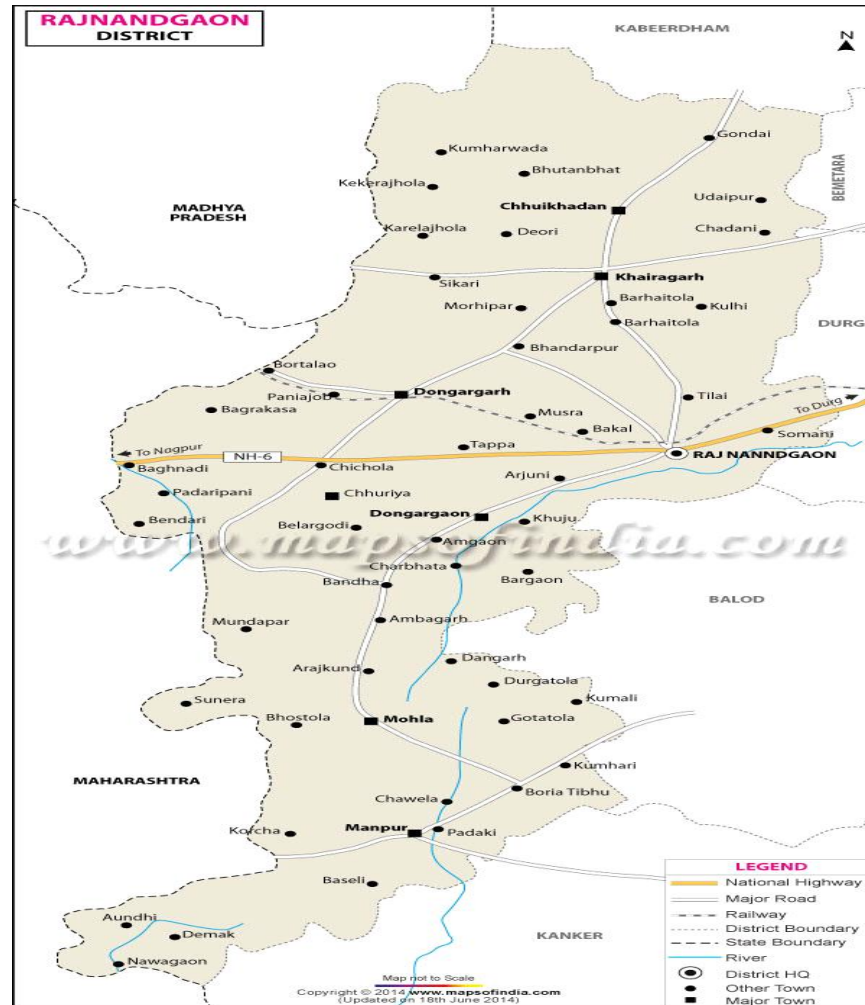 RAJNANDGAON
DISTRICT
KABEERDHAM
N
Gondai
Kumharwada
Bhutanbhat
BEMETARA
Kekerajhola
Udaipur
MADHYA
PRADESH
Chhuikhadan
Karelajhola
Deori
Chadani
Sikari
Khairagarh
Morhipar
Barhaitola
Kulhi
Barhaitola
DURG
Bhandarpur
Bortalao
Paniajob
Dongargarh
Tilai
Bagrakasa
Musra
To Durg
Bakal
Somani
To Nagpur
NH-6
Tappa
RAJ NANNDGAON
Baghnadi
Chichola
Arjuni
Padaripani
Chhuriya
Dongargaon
Khuju
Bendari
Belargodi
Amgaon
www.mapsofindia.com
Charbhata
Bargaon
Bandha
BALOD
Ambagarh
Mundapar
Dangarh
Arajkund
Durgatola
Sunera
Kumali
Bhostola
Mohla
Gotatola
MAHARASHTRA
Kumhari
Boria Tibhu
Chawela
Korcha
Manpur
Padaki
Baseli
Aundhi
Demak
KANKER
Nawagaon
LEGEND
National Highway
Major Road
Railway
District Boundary
State Boundary
River
District HQ
Other Town
Major Town
Map not to Scale
Copyright © 2014 www.mapsofindia.com
(Updated on 18th June 2014)